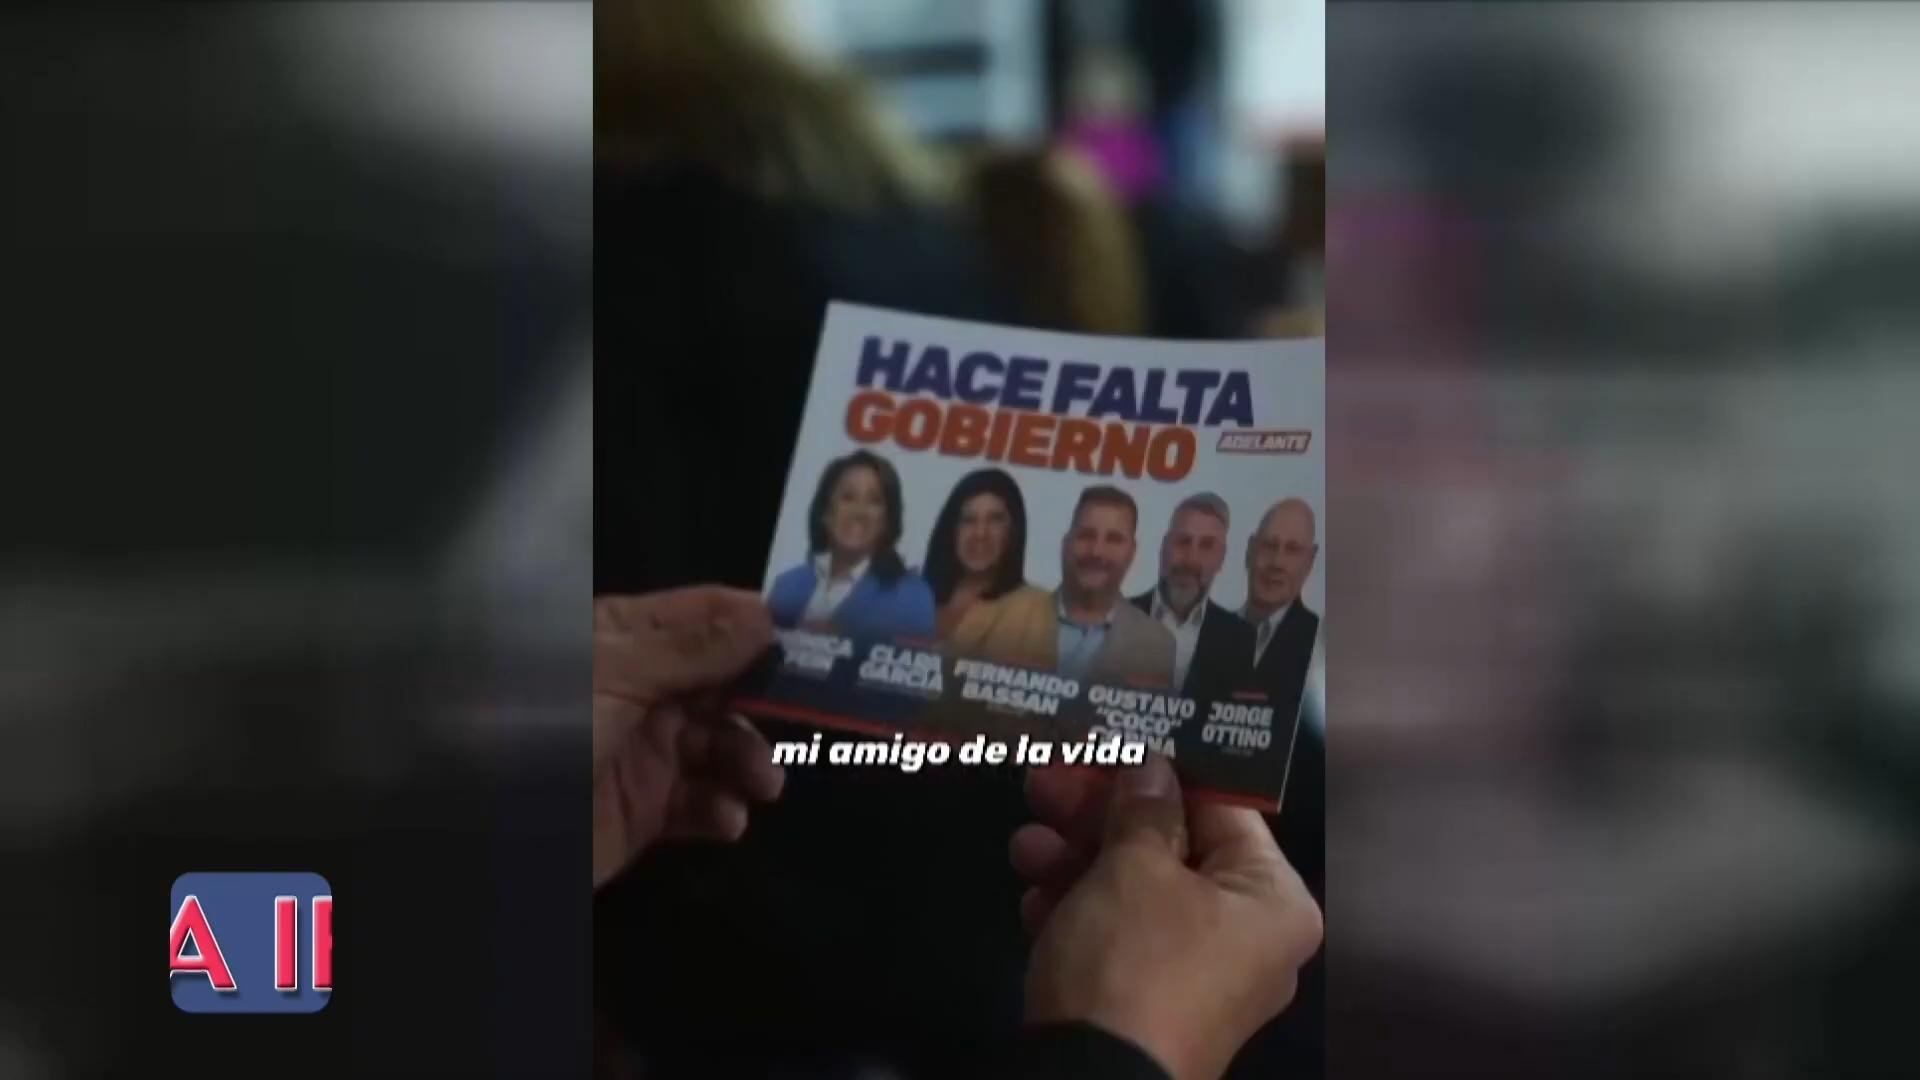 HACE FALTA
GOBIERNO
ADELANTE
CLARA
GARCIA
FERNANDO
BASSAN
GUSTAVO
"COCO"
JORGE
OTTINO
mi amigo de la vida
A